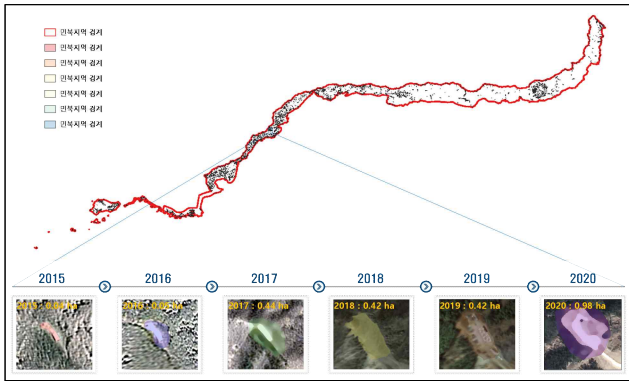 민북지역 경계
민북지역 경계
민북지역 경계
민북지역 경계
민북지역 경계
민북지역 경계
민북지역 경계
2015
2016
2017
2018
2019
2020
ha
ha
2017 : 0.44 ha
2018 : 0.42 ha
2019 : 0.42 ha
2020 : 0.98 ha